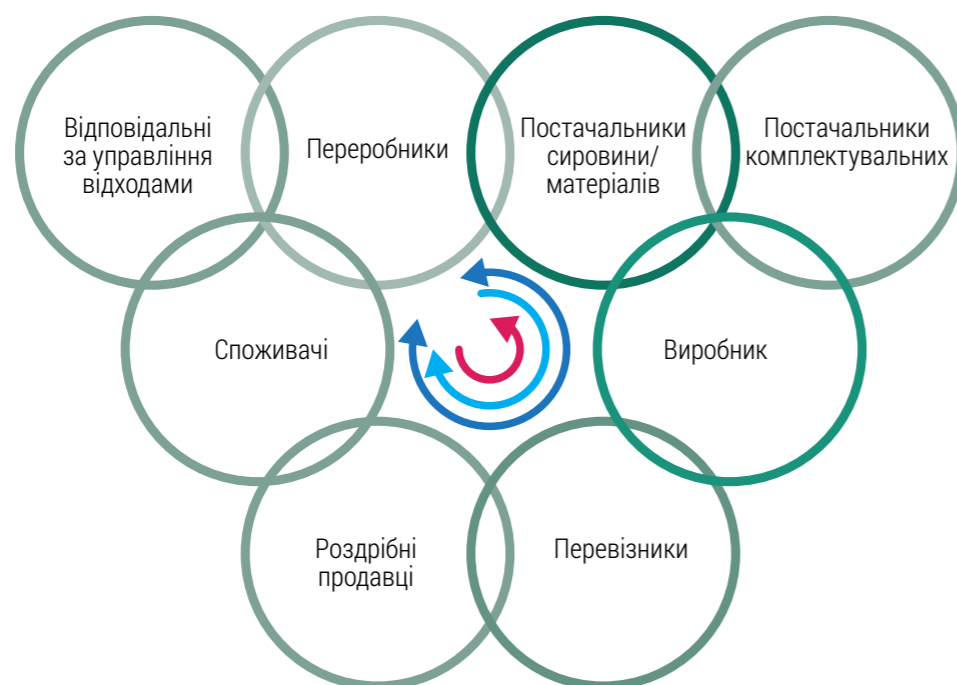 Відповідальні
за управління
відходами
Переробники
Постачальники
сировини/
матеріалів
Постачальники
комплектувальних
Споживачі
Виробник
Роздрібні
продавці
Перевізники